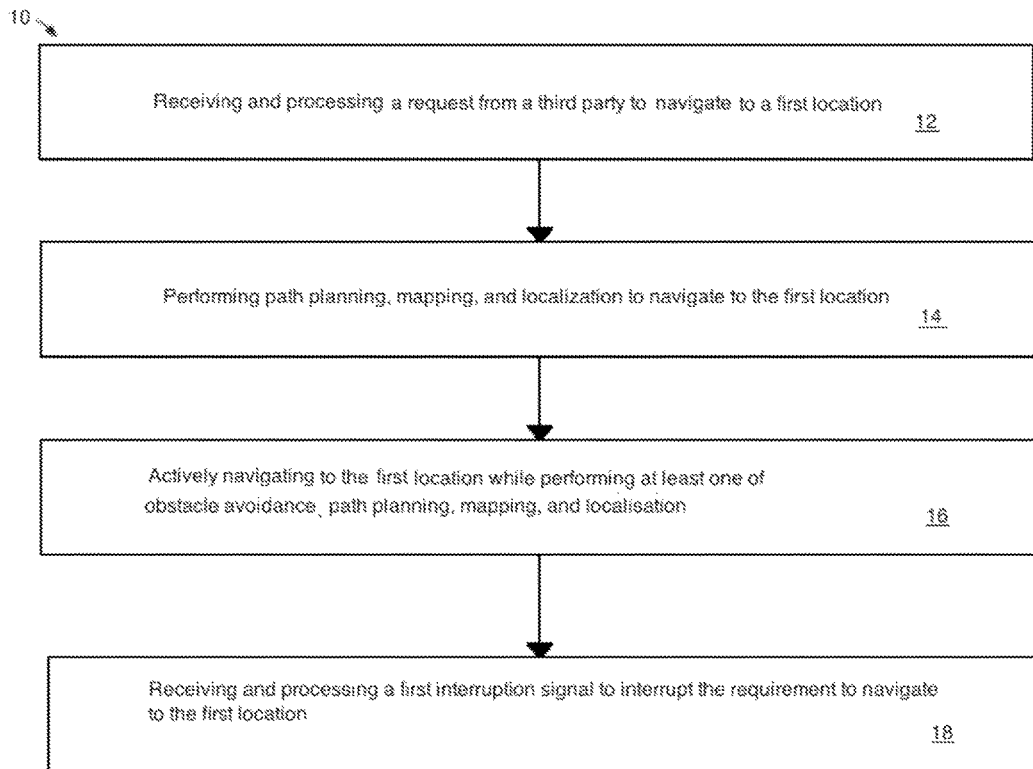 10
Receiving and processing a request from a third party to navigate to a first location
12
Performing path planning, mapping, and localization to navigate to the first location
14
Actively navigating to the first location while performing at least one of
obstacle avoidance, path planning, mapping, and localisation
16
Receiving and processing a first interruption signal to interrupt the requirement to navigate
to the first location
18